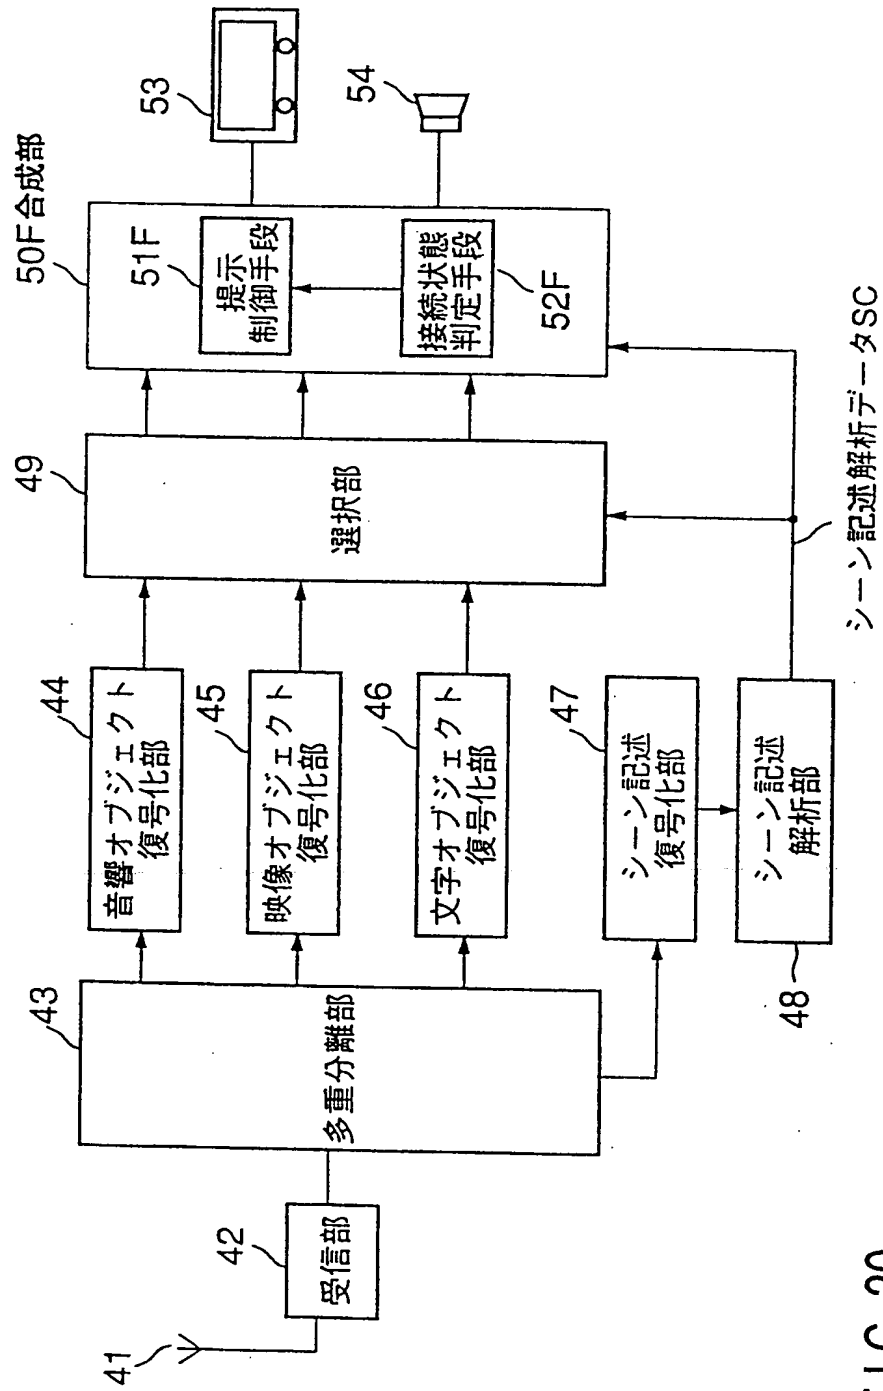 41
42
受信部
43
多重分離部
44
音響オブジェクト
復号化部
45
映像オブジェクト
復号化部
46
文字オブジェクト
復号化部
47
シーン記述
復号化部
48
シーン記述
解析部
49
選択部
50F合成部
51F
提示
制御手段
接続状態
判定手段
52F
53
54
シーン記述解析データSC